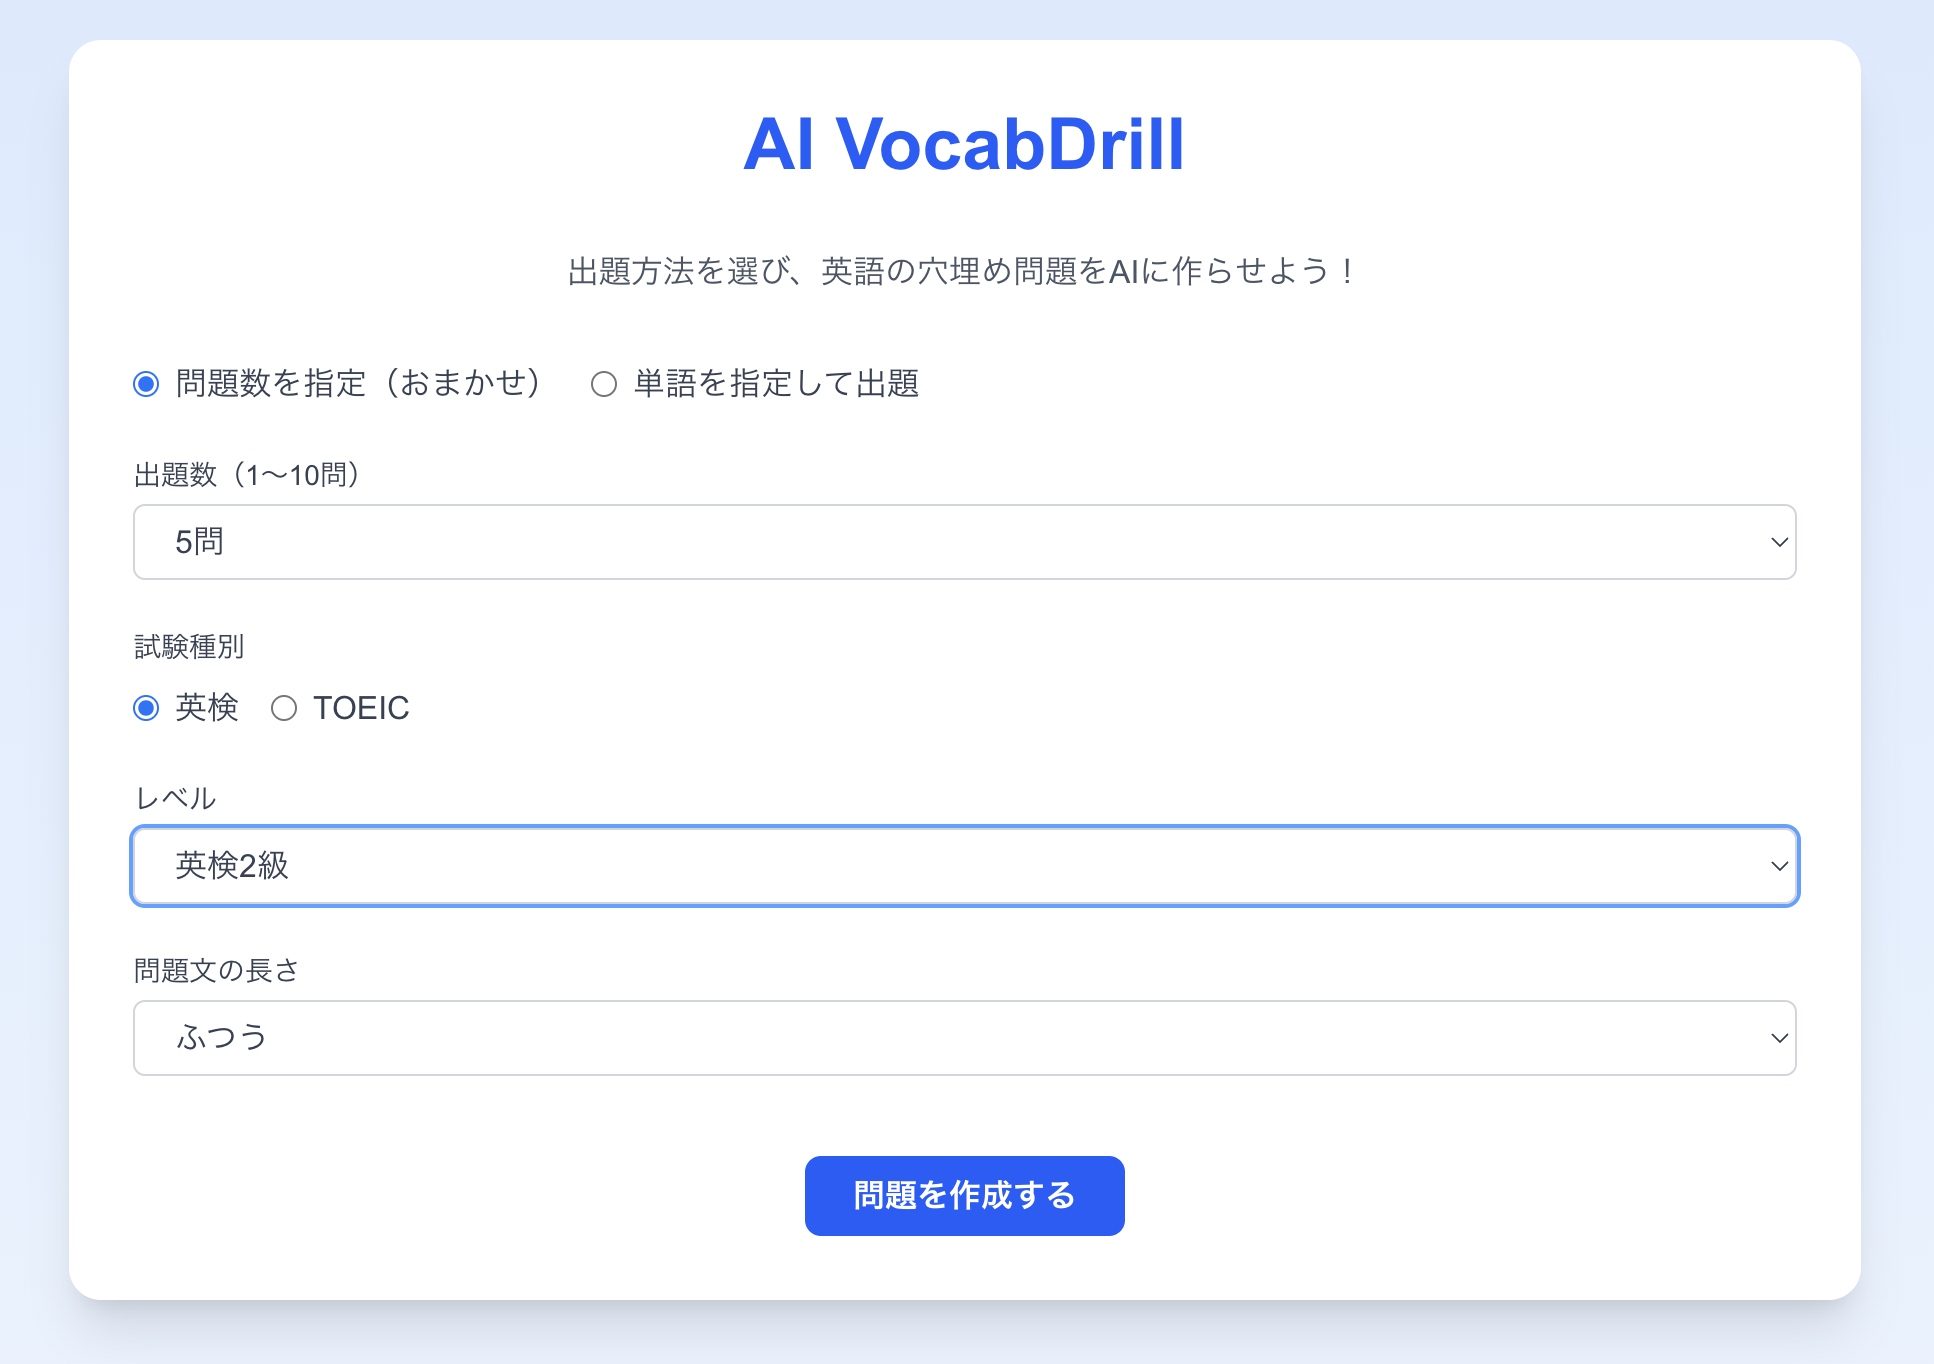 AI VocabDrill
出題方法を選び、英語の穴埋め問題をAIに作らせよう！
問題数を指定（おまかせ） 単語を指定して出題
出題数（1〜10問）
5問
試験種別
英検 TOEIC
レベル
英検2級
問題文の長さ
ふつう
問題を作成する